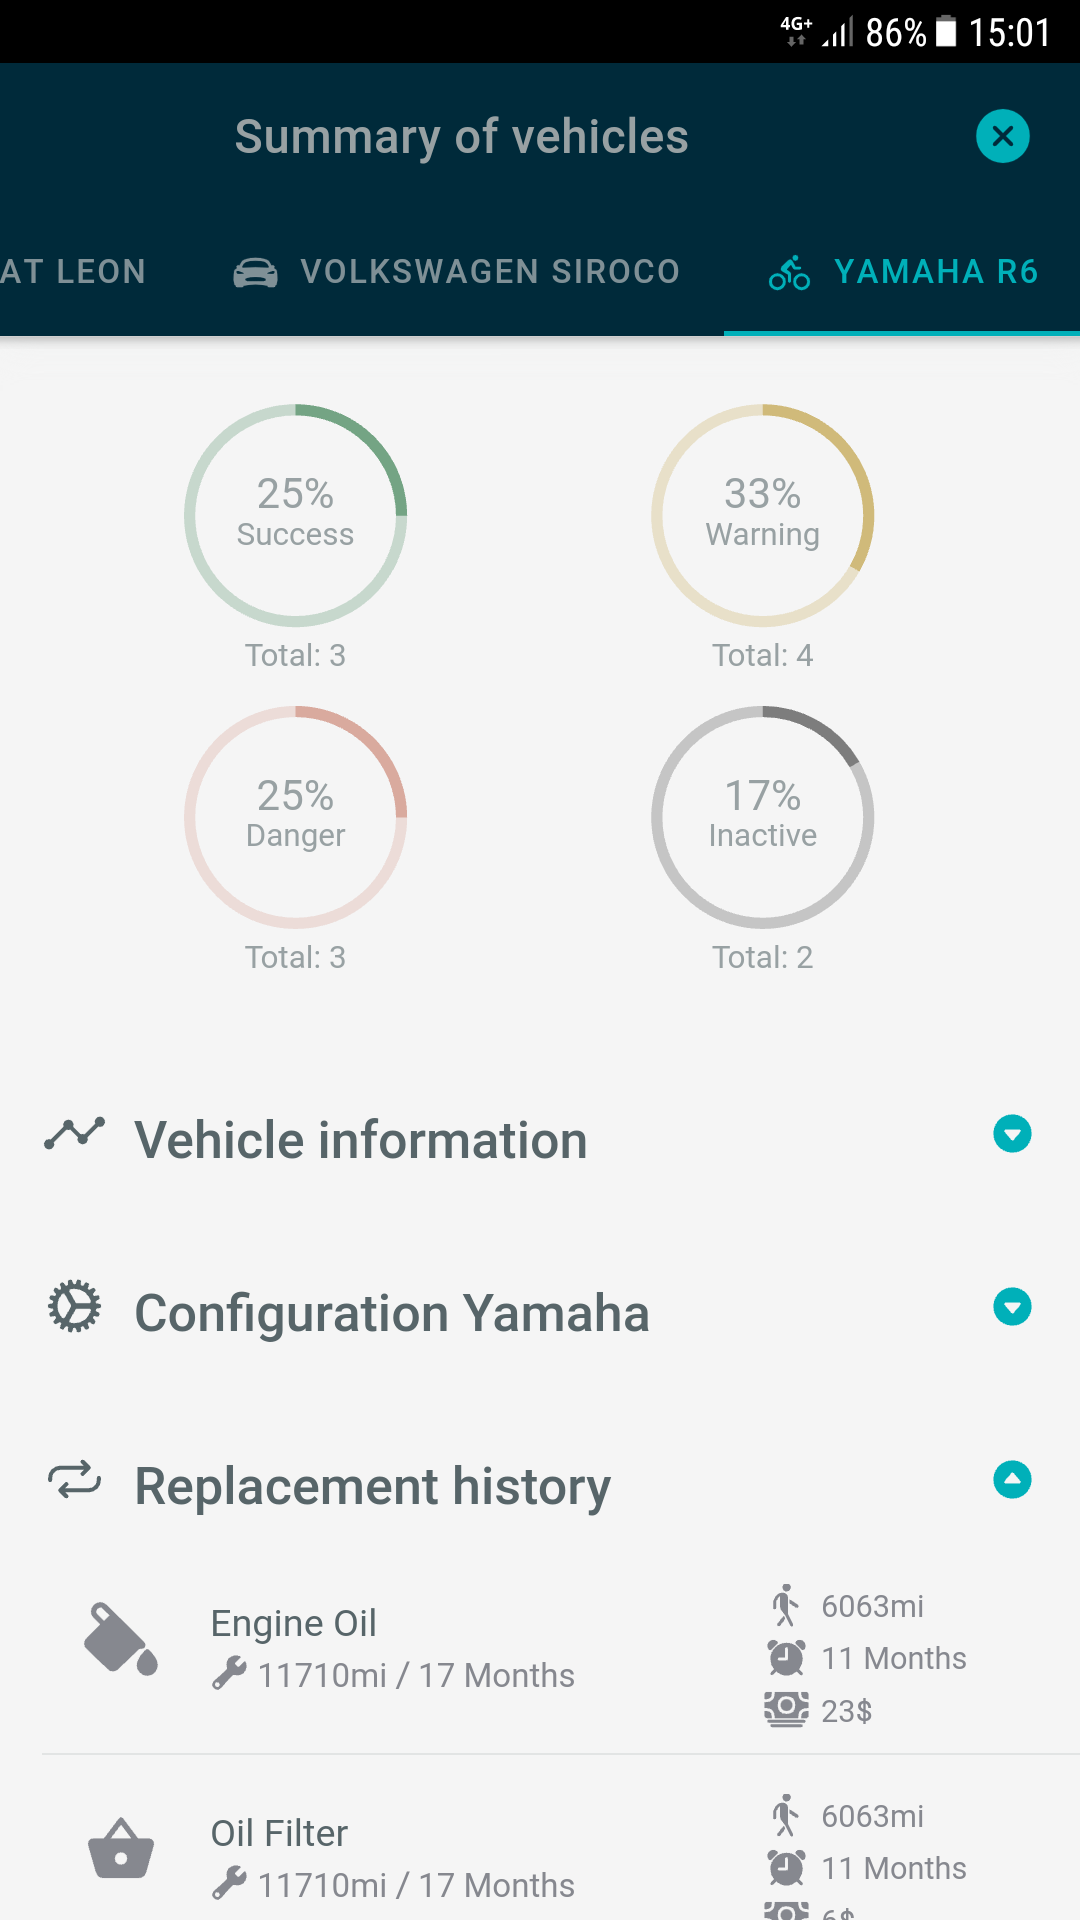 4G+ 86% 15:01
Summary of vehicles
AT LEON VOLKSWAGEN SIROCO YAMAHA R6
25% 33%
Success Warning
Total: 3 Total: 4
25% 17%
Danger Inactive
Total: 3 Total: 2
Vehicle information
Configuration Yamaha
Replacement history
6063mi
Engine Oil
11 Months
11710mi / 17 Months
23$
6063mi
Oil Filter
11 Months
11710mi / 17 Months
6$